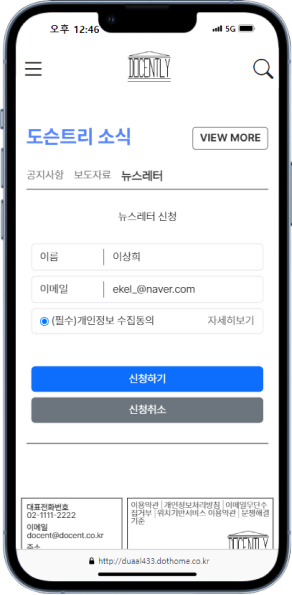 오후 12:46
5G
DOCENTLY
도슨트리 소식
VIEW MORE
공지사항 보도자료 뉴스레터
뉴스레터 신청
이름 이상희
이메일 ekel_@naver.com
(필수)개인정보 수집동의 자세히보기
신청하기
신청취소
대표전화번호
02-1111-2222
이메일
docent@docent.co.kr
주소
이용약관 | 개인정보처리방침 | 이메일무단수
집거부 | 위치기반서비스 이용약관 | 분쟁해결
기준
DOCENTLY
http://duaal433.dothome.co.kr